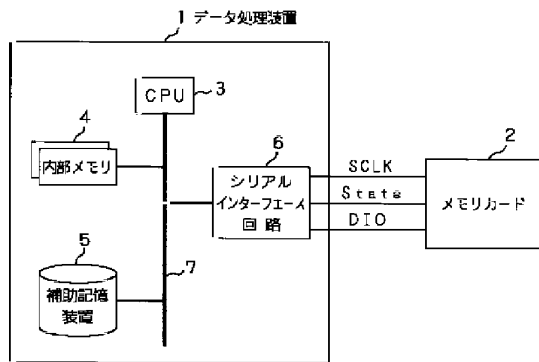 1 データ処理装置
CPU
3
4
内部メモリ
6
シリアル
インターフェース
回路
SCLK
State
DIO
2
メモリカード
5
補助記憶
装置
7